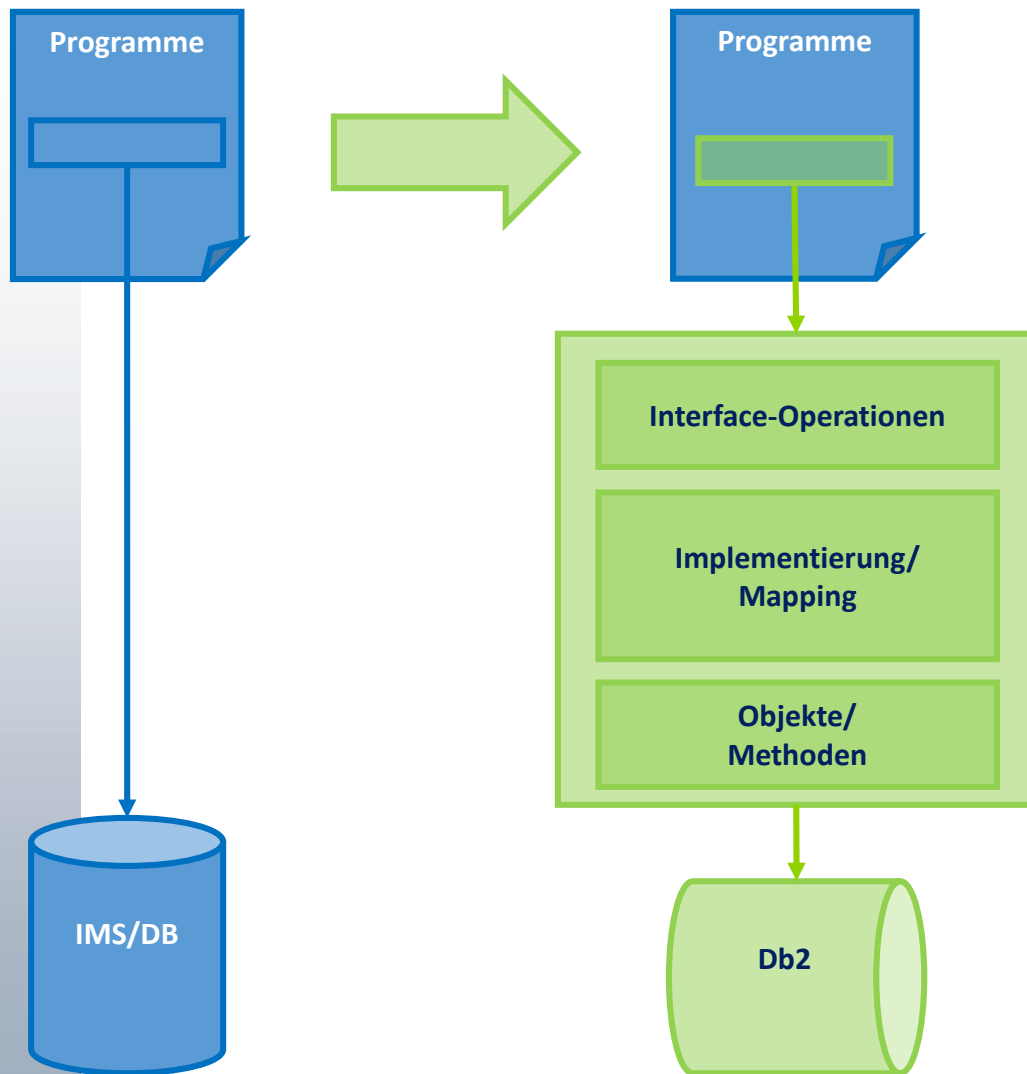 Programme
Programme
Interface-Operationen
Implementierung/
Mapping
Objekte/
Methoden
IMS/DB
Db2